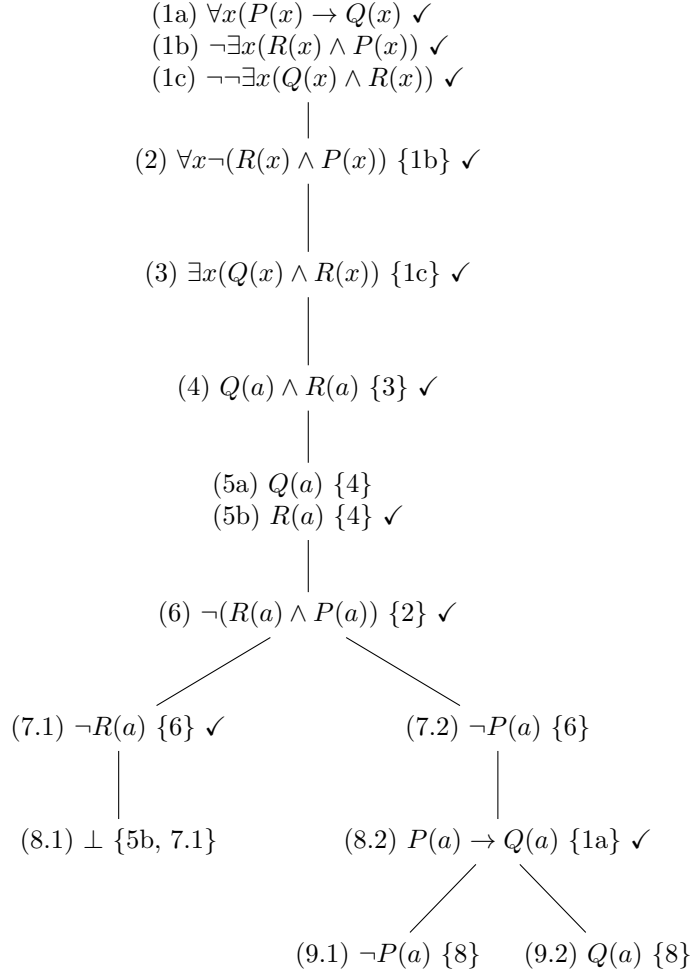 (1a) ∀x(P(x) → Q(x) ✓
(1b) ¬∃x(R(x) ∧ P(x)) ✓
(1c) ¬¬∃x(Q(x) ∧ R(x)) ✓
(2) ∀x¬(R(x) ∧ P(x)) {1b} ✓
(3) ∃x(Q(x) ∧ R(x)) {1c} ✓
(4) Q(a) ∧ R(a) {3} ✓
(5a) Q(a) {4}
(5b) R(a) {4} ✓
(6) ¬(R(a) ∧ P(a)) {2} ✓
(7.1) ¬R(a) {6} ✓
(7.2) ¬P(a) {6}
(8.1) ⊥ {5b, 7.1}
(8.2) P(a) → Q(a) {1a} ✓
(9.1) ¬P(a) {8}
(9.2) Q(a) {8}